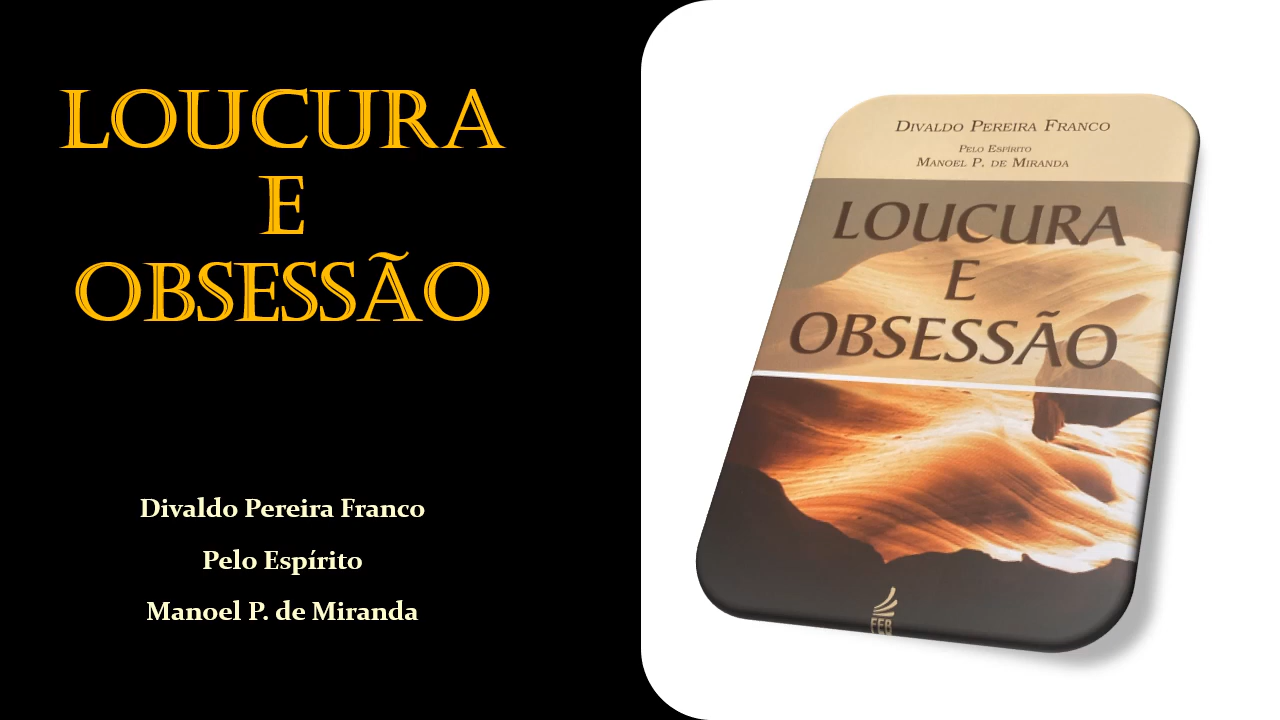 LOUCURA
E
OBSESSÃO
Divaldo Pereira Franco
Pelo Espírito
Manoel P. de Miranda
DIVALDO PEREIRA FRANCO
PELO ESPÍRITO
MANOEL P. DE MIRANDA
LOUCURA
E
OBSESSÃO
FEB